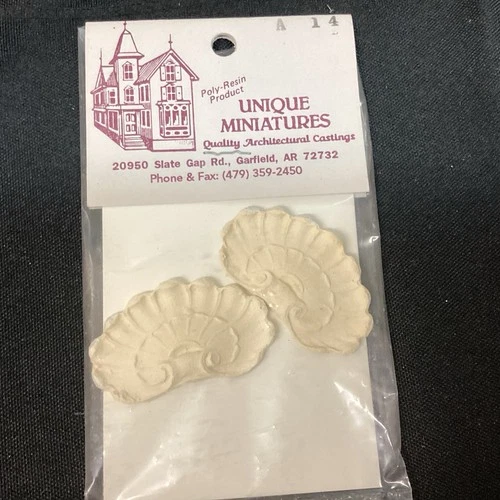 A 14
Poly-Resin
Product
UNIQUE
MINIATURES
Quality Architectural Castings
20950 Slate Gap Rd., Garfield, AR 72732
Phone & Fax: (479) 359-2450